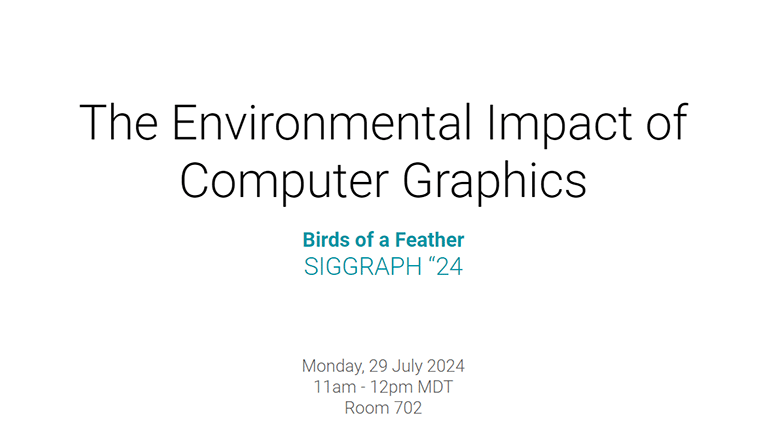 The Environmental Impact of
Computer Graphics
Birds of a Feather
SIGGRAPH “24
Monday, 29 July 2024
11am - 12pm MDT
Room 702